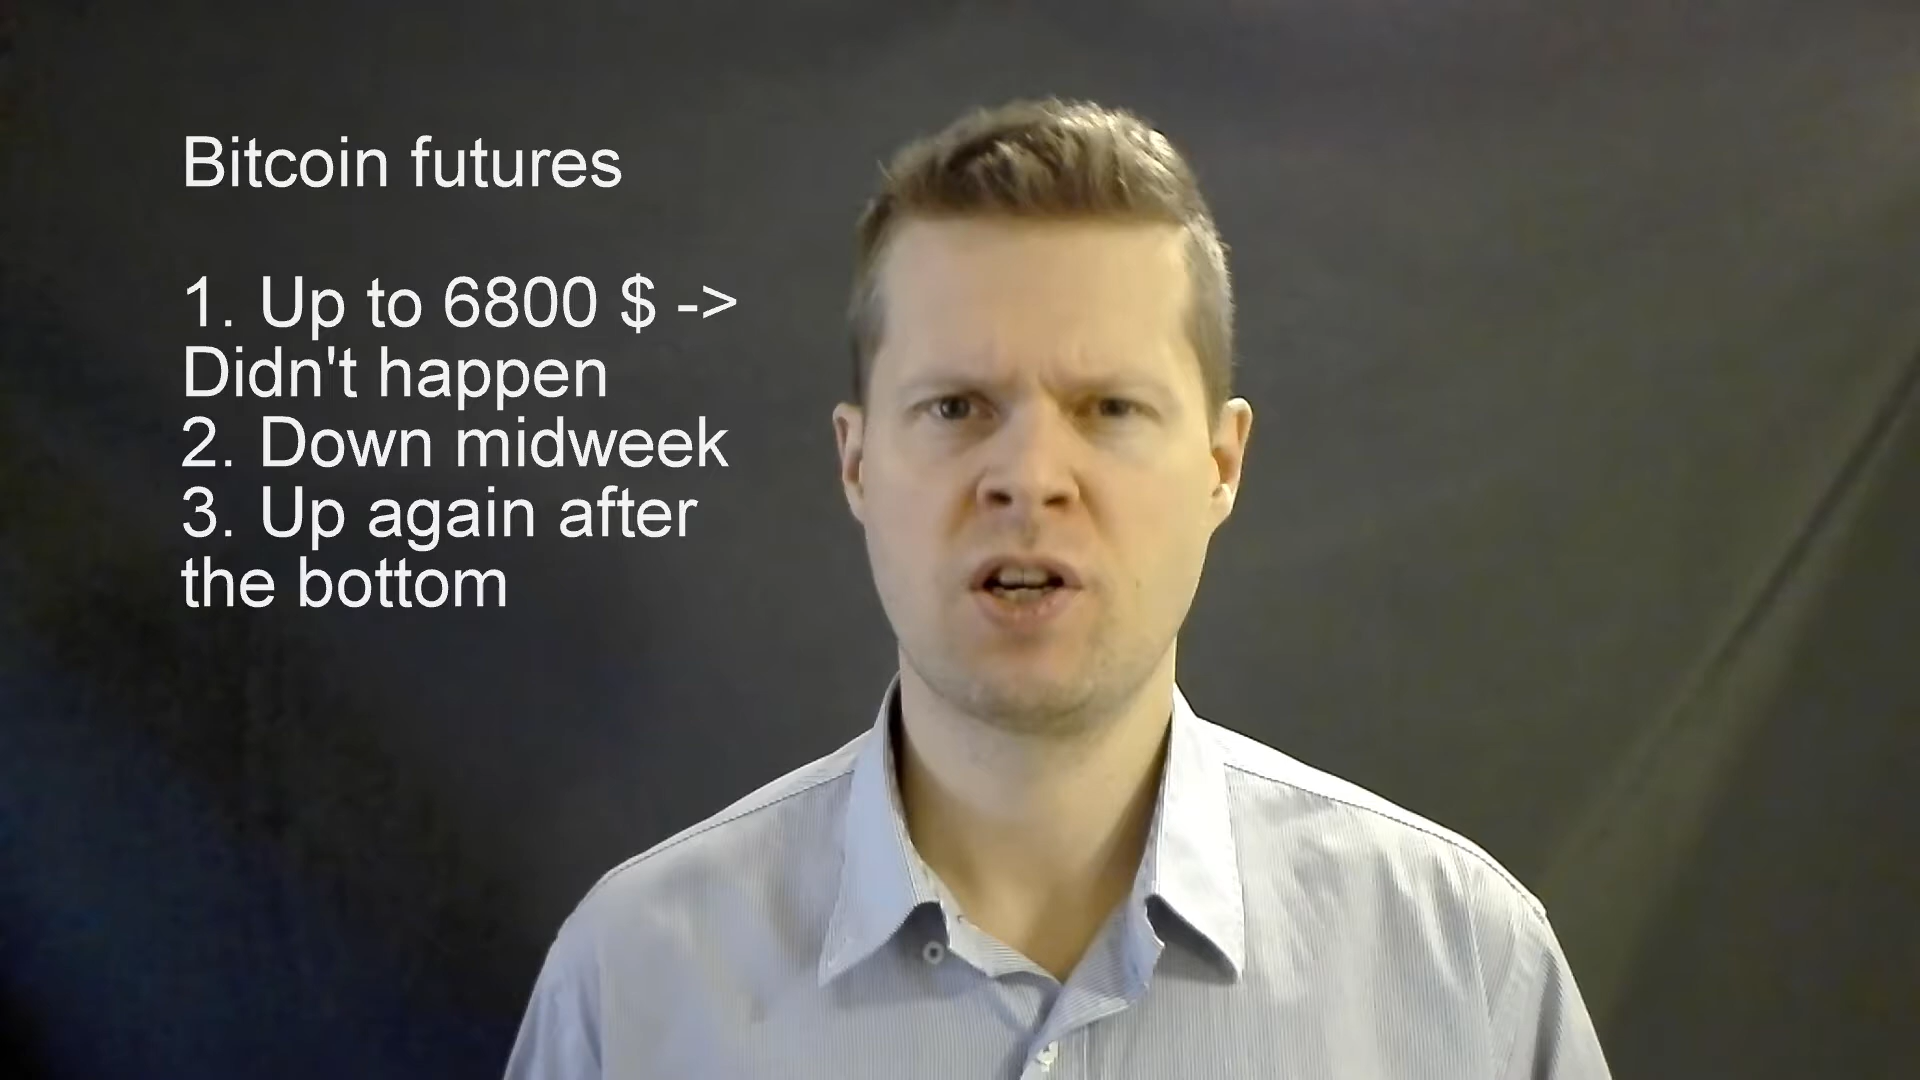 Bitcoin futures
1. Up to 6800 $ ->
Didn't happen
2. Down midweek
3. Up again after
the bottom